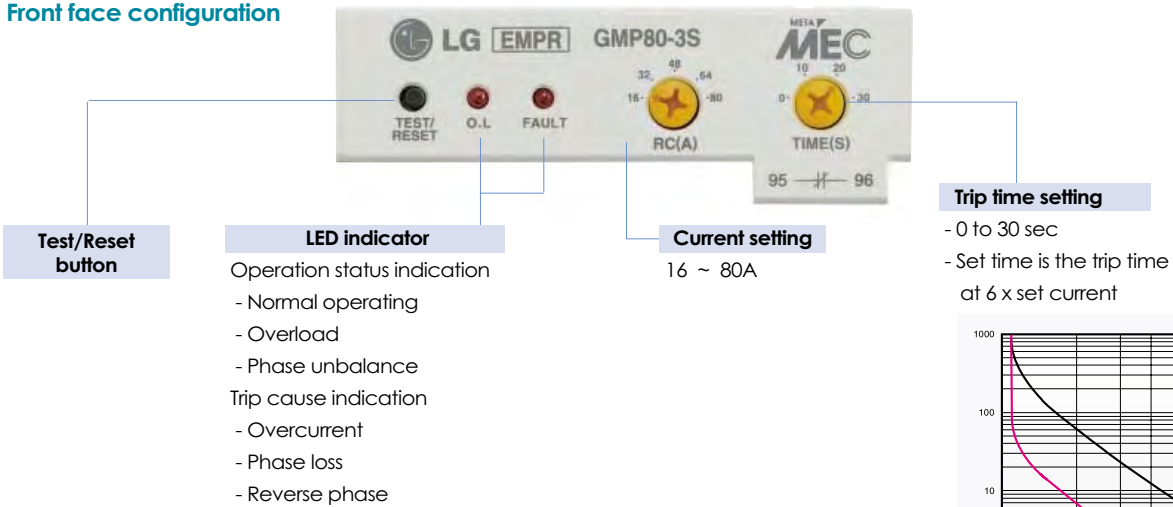 Front face configuration
LG EMPR GMP80-3S
META MEC
16 32 48 64 80
0 10 20 30
TEST/
RESET
O.L
FAULT
RC(A)
TIME(S)
95 96
Test/Reset
button
LED indicator
Operation status indication
- Normal operating
- Overload
- Phase unbalance
Trip cause indication
- Overcurrent
- Phase loss
- Reverse phase
Current setting
16 ~ 80A
Trip time setting
- 0 to 30 sec
- Set time is the trip time
at 6 x set current
1000
100
10